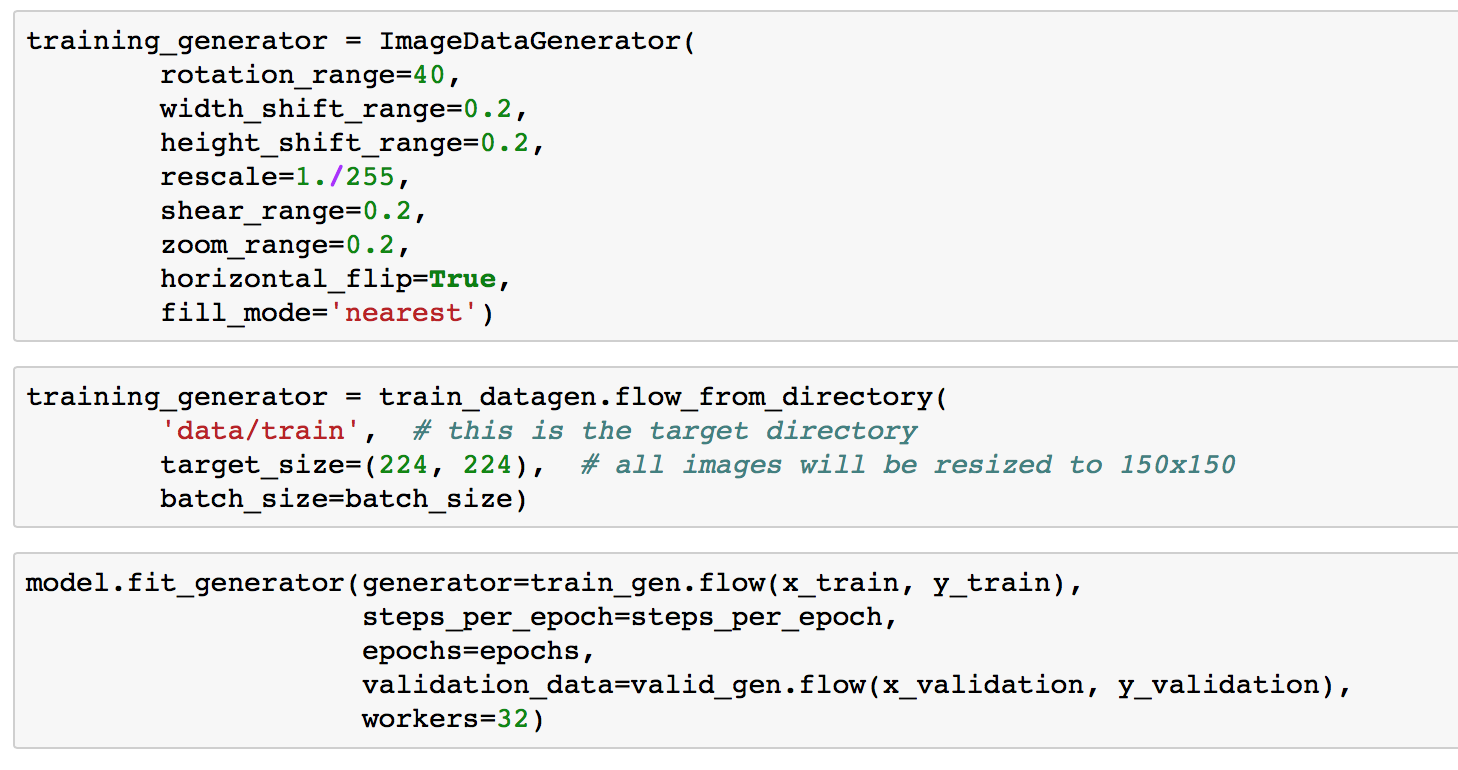 training_generator = ImageDataGenerator(
        rotation_range=40,
        width_shift_range=0.2,
        height_shift_range=0.2,
        rescale=1./255,
        shear_range=0.2,
        zoom_range=0.2,
        horizontal_flip=True,
        fill_mode='nearest')
training_generator = train_datagen.flow_from_directory(
        'data/train',  # this is the target directory
        target_size=(224, 224),  # all images will be resized to 150x150
        batch_size=batch_size)
model.fit_generator(generator=train_gen.flow(x_train, y_train),
                    steps_per_epoch=steps_per_epoch,
                    epochs=epochs,
                    validation_data=valid_gen.flow(x_validation, y_validation),
                    workers=32)